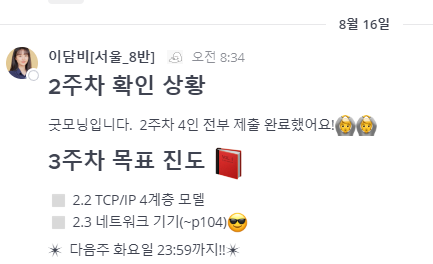 8월 16일
이담비[서울_8반] 오전 8:34
2주차 확인 상황
굿모닝입니다. 2주차 4인 전부 제출 완료했어요!🙆‍♀️🙆‍♀️
3주차 목표 진도 📕
2.2 TCP/IP 4계층 모델
2.3 네트워크 기기(~p104)😎
✴ 다음주 화요일 23:59까지!!✴